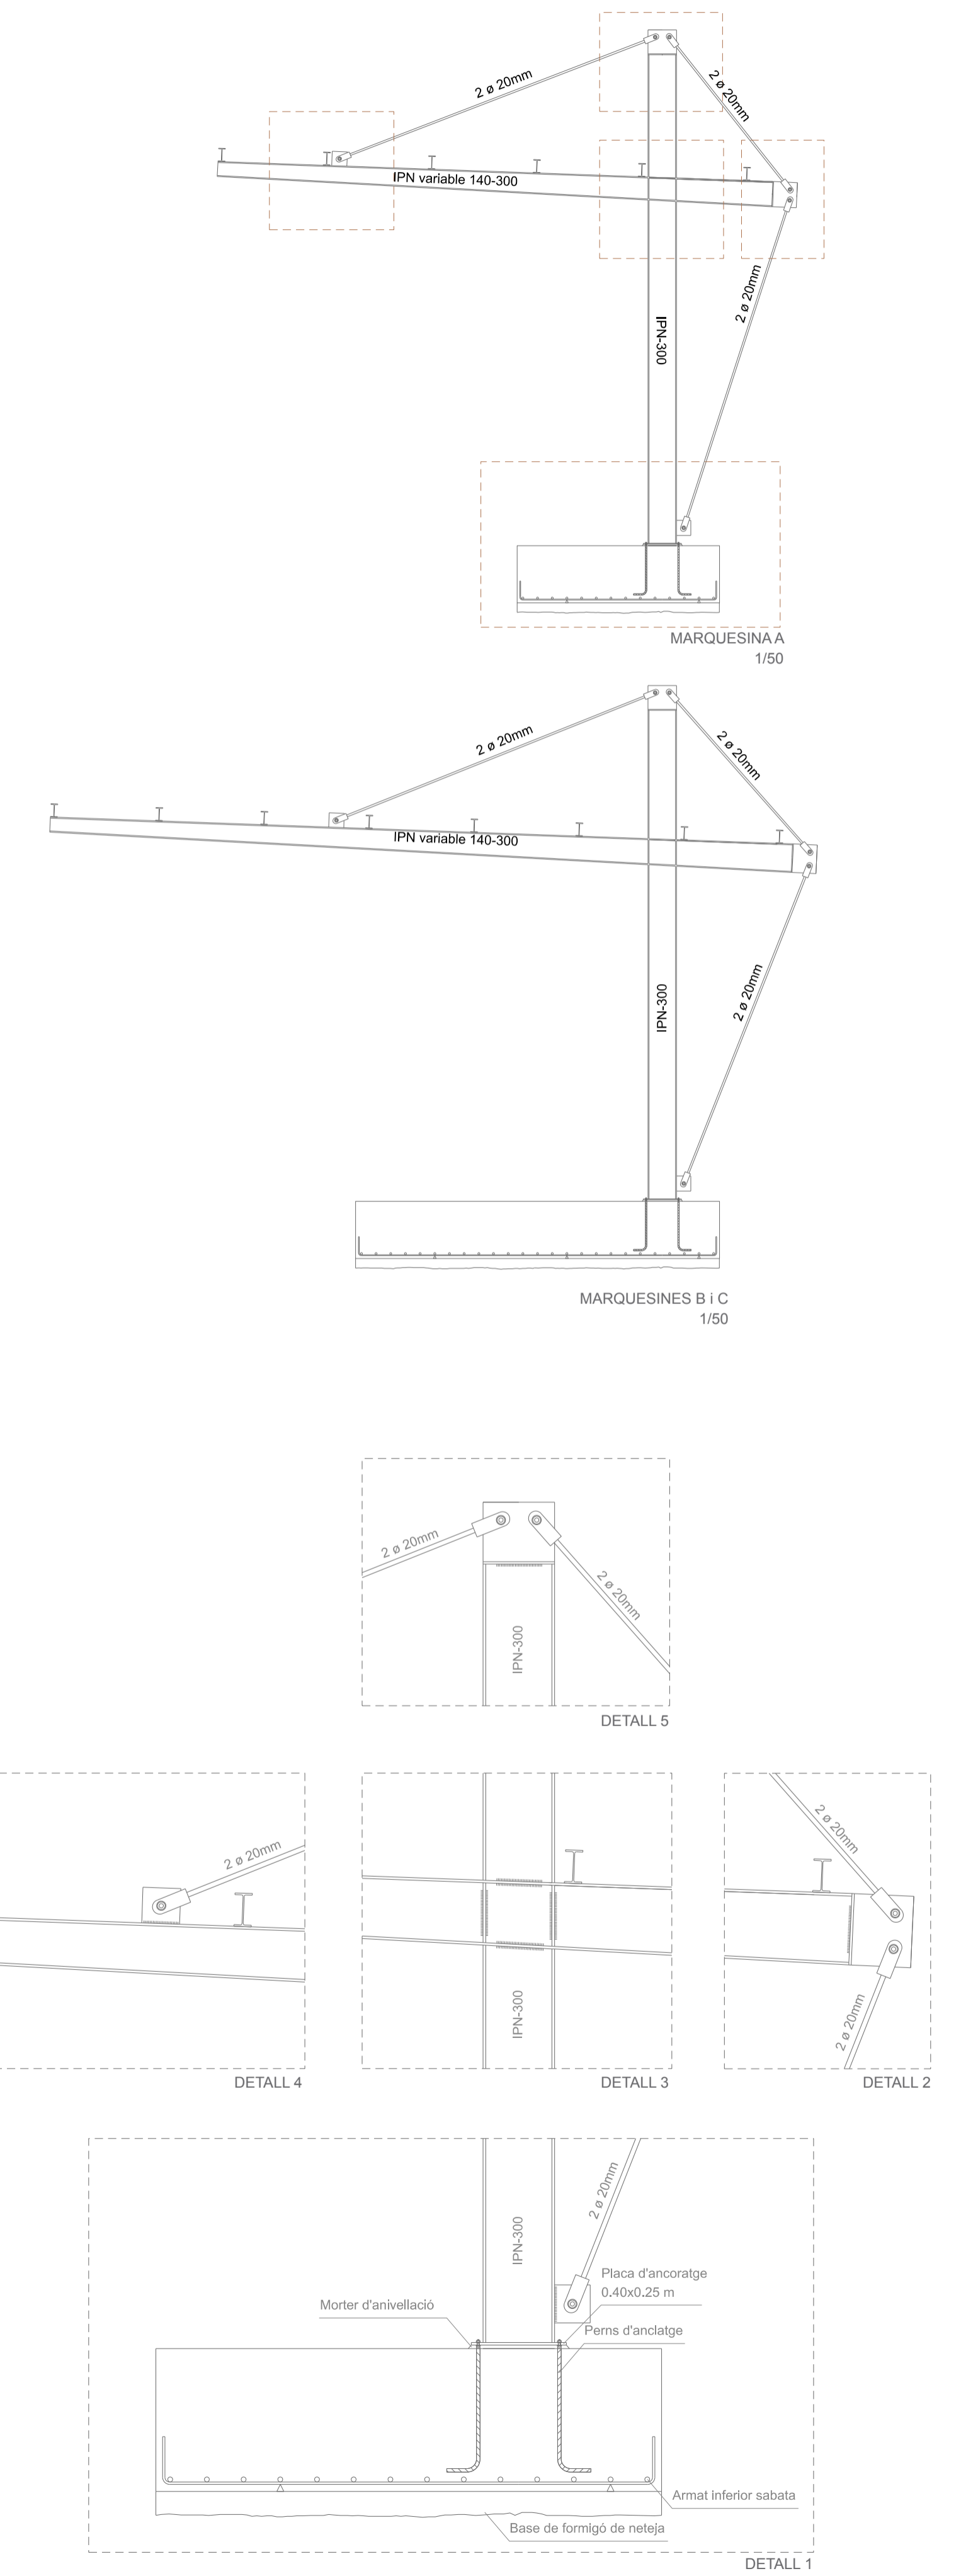 2 ø 20mm
2 ø 20mm
IPN variable 140-300
2 ø 20mm
IPN-300
MARQUESINA A
1/50
2 ø 20mm
2 ø 20mm
IPN variable 140-300
2 ø 20mm
IPN-300
MARQUESINES B i C
1/50
2 ø 20mm
2 ø 20mm
IPN-300
DETALL 5
2 ø 20mm
DETALL 4
IPN-300
DETALL 3
2 ø 20mm
2 ø 20mm
DETALL 2
2 ø 20mm
IPN-300
Placa d'ancoratge
0.40x0.25 m
Morter d'anivellació
Perns d'anclatge
Armat inferior sabata
Base de formigó de neteja
DETALL 1